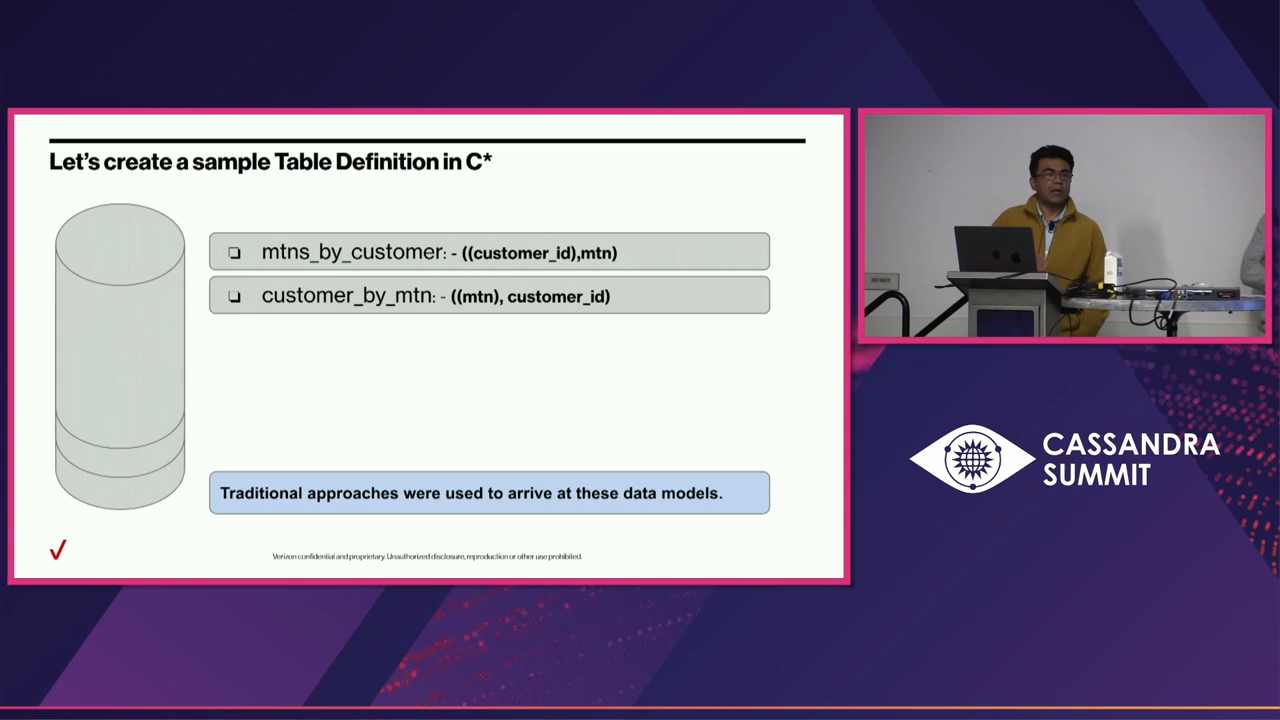 Let's create a sample Table Definition in C*
❏ mtns_by_customer: - ((customer_id),mtn)
❏ customer_by_mtn: - ((mtn), customer_id)
Traditional approaches were used to arrive at these data models.
Verizon confidential and proprietary. Unauthorized disclosure, reproduction or other use prohibited.
CASSANDRA
SUMMIT